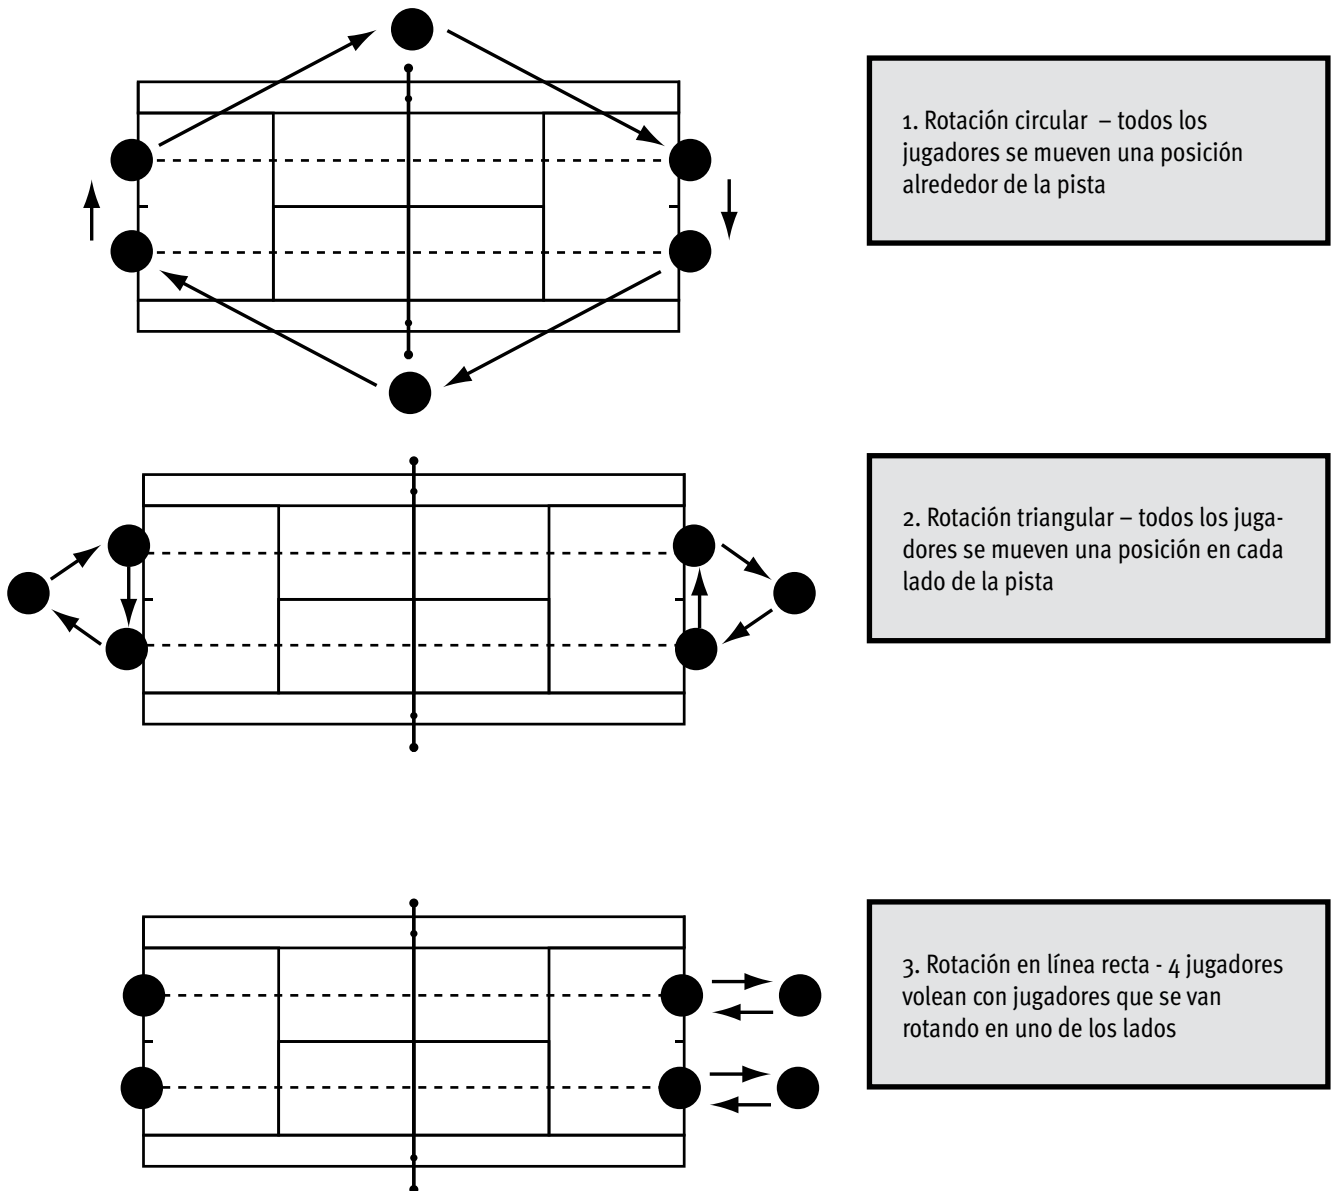 1. Rotación circular – todos los
jugadores se mueven una posición
alrededor de la pista
2. Rotación triangular – todos los juga-
dores se mueven una posición en cada
lado de la pista
3. Rotación en línea recta - 4 jugadores
volean con jugadores que se van
rotando en uno de los lados